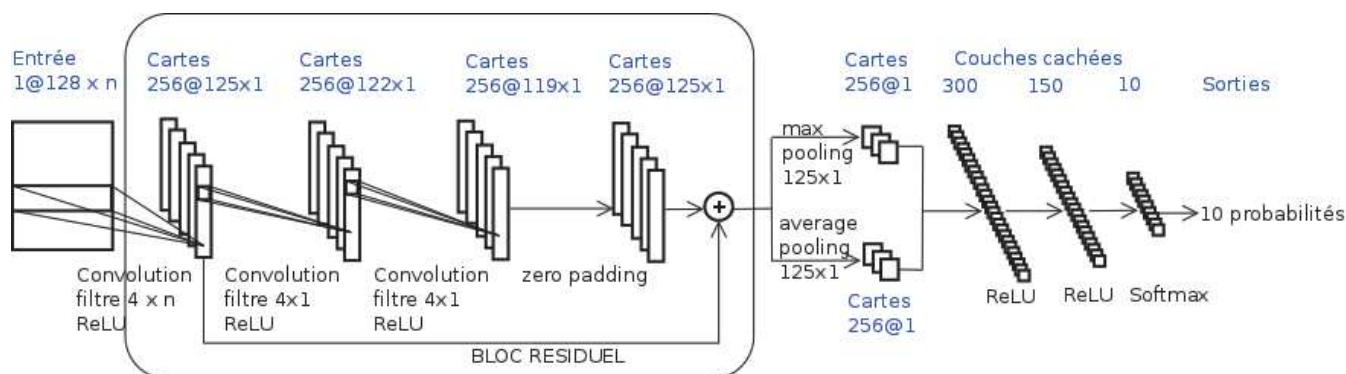 Entrée
1@128 x n
Cartes
256@125x1
Cartes
256@122x1
Cartes
256@119x1
Cartes
256@125x1
Cartes
256@1
Couches cachées
300 150 10
Sorties
max
pooling
125x1
average
pooling
125x1
Cartes
256@1
10 probabilités
Convolution
filtre 4 x n
ReLU
Convolution
filtre 4x1
ReLU
Convolution
filtre 4x1
ReLU
zero padding
ReLU
ReLU
Softmax
BLOC RESIDUEL